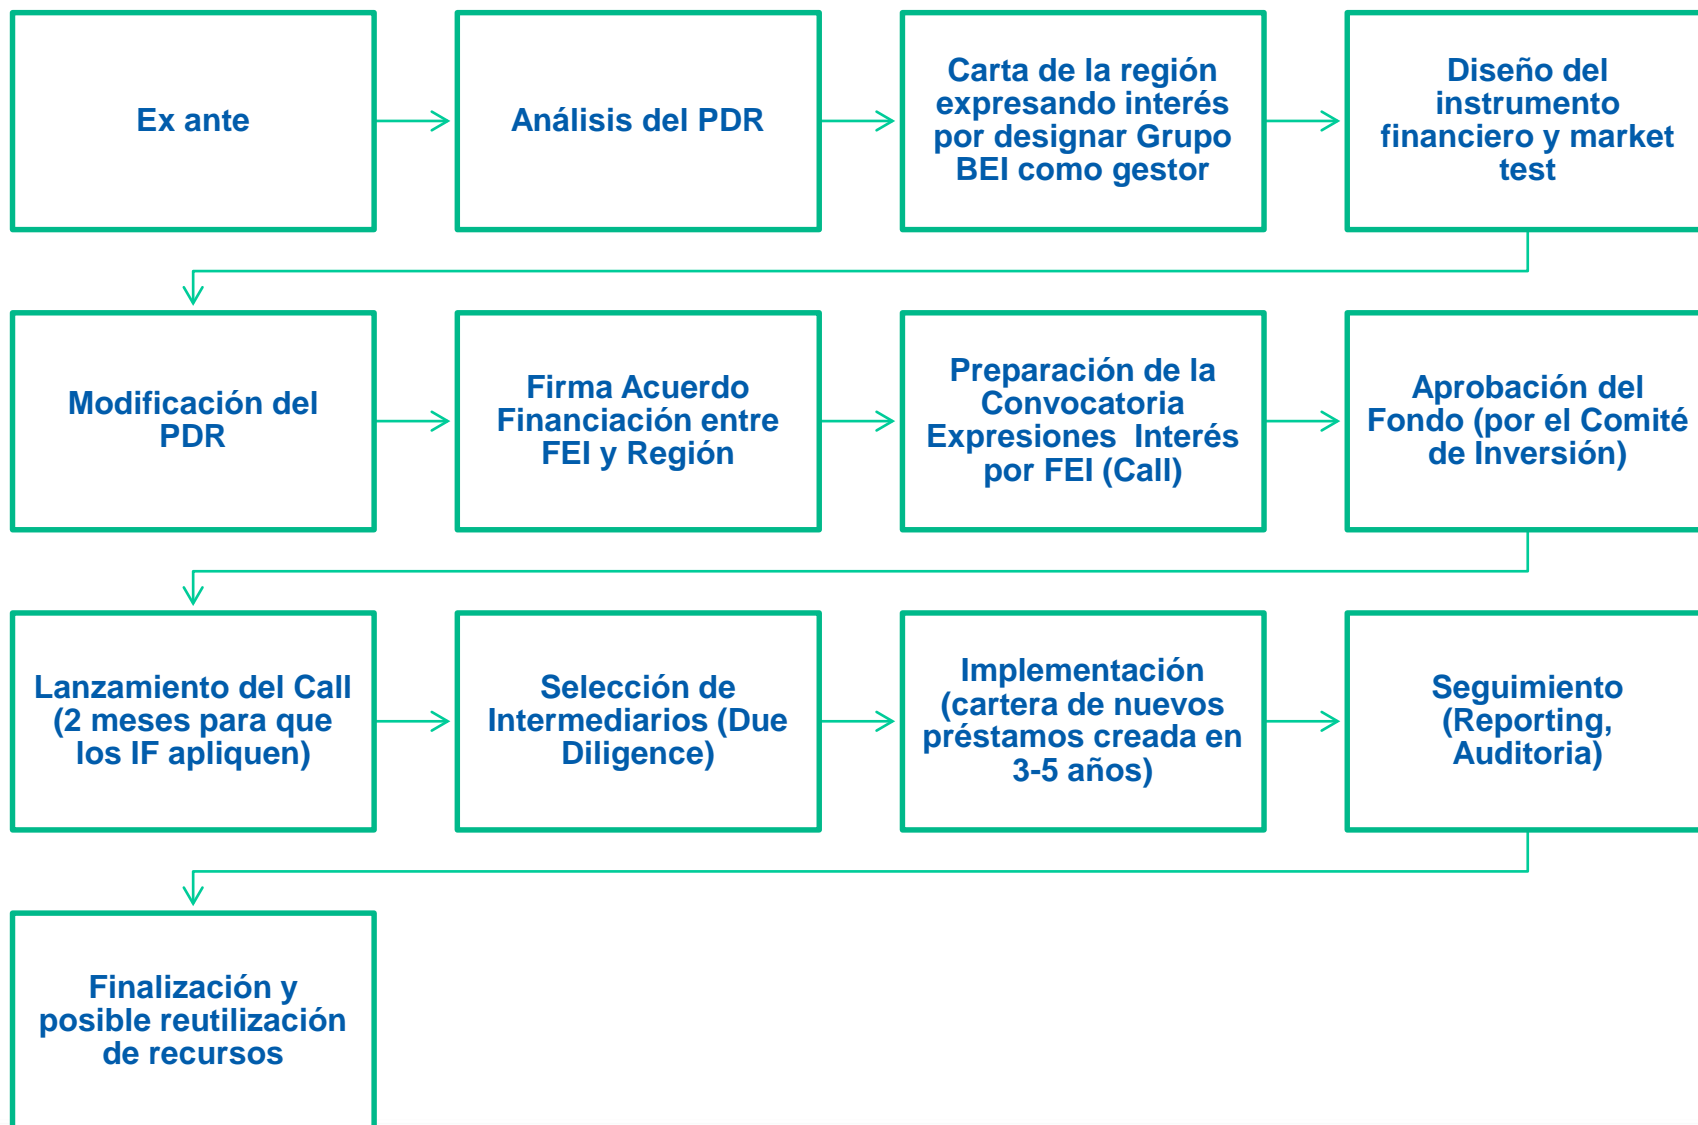 Ex ante
Análisis del PDR
Carta de la región
expresando interés
por designar Grupo
BEI como gestor
Diseño del
instrumento
financiero y market
test
Modificación del
PDR
Firma Acuerdo
Financiación entre
FEI y Región
Preparación de la
Convocatoria
Expresiones Interés
por FEI (Call)
Aprobación del
Fondo (por el Comité
de Inversión)
Lanzamiento del Call
(2 meses para que
los IF apliquen)
Selección de
Intermediarios (Due
Diligence)
Implementación
(cartera de nuevos
préstamos creada en
3-5 años)
Seguimiento
(Reporting,
Auditoria)
Finalización y
posible reutilización
de recursos